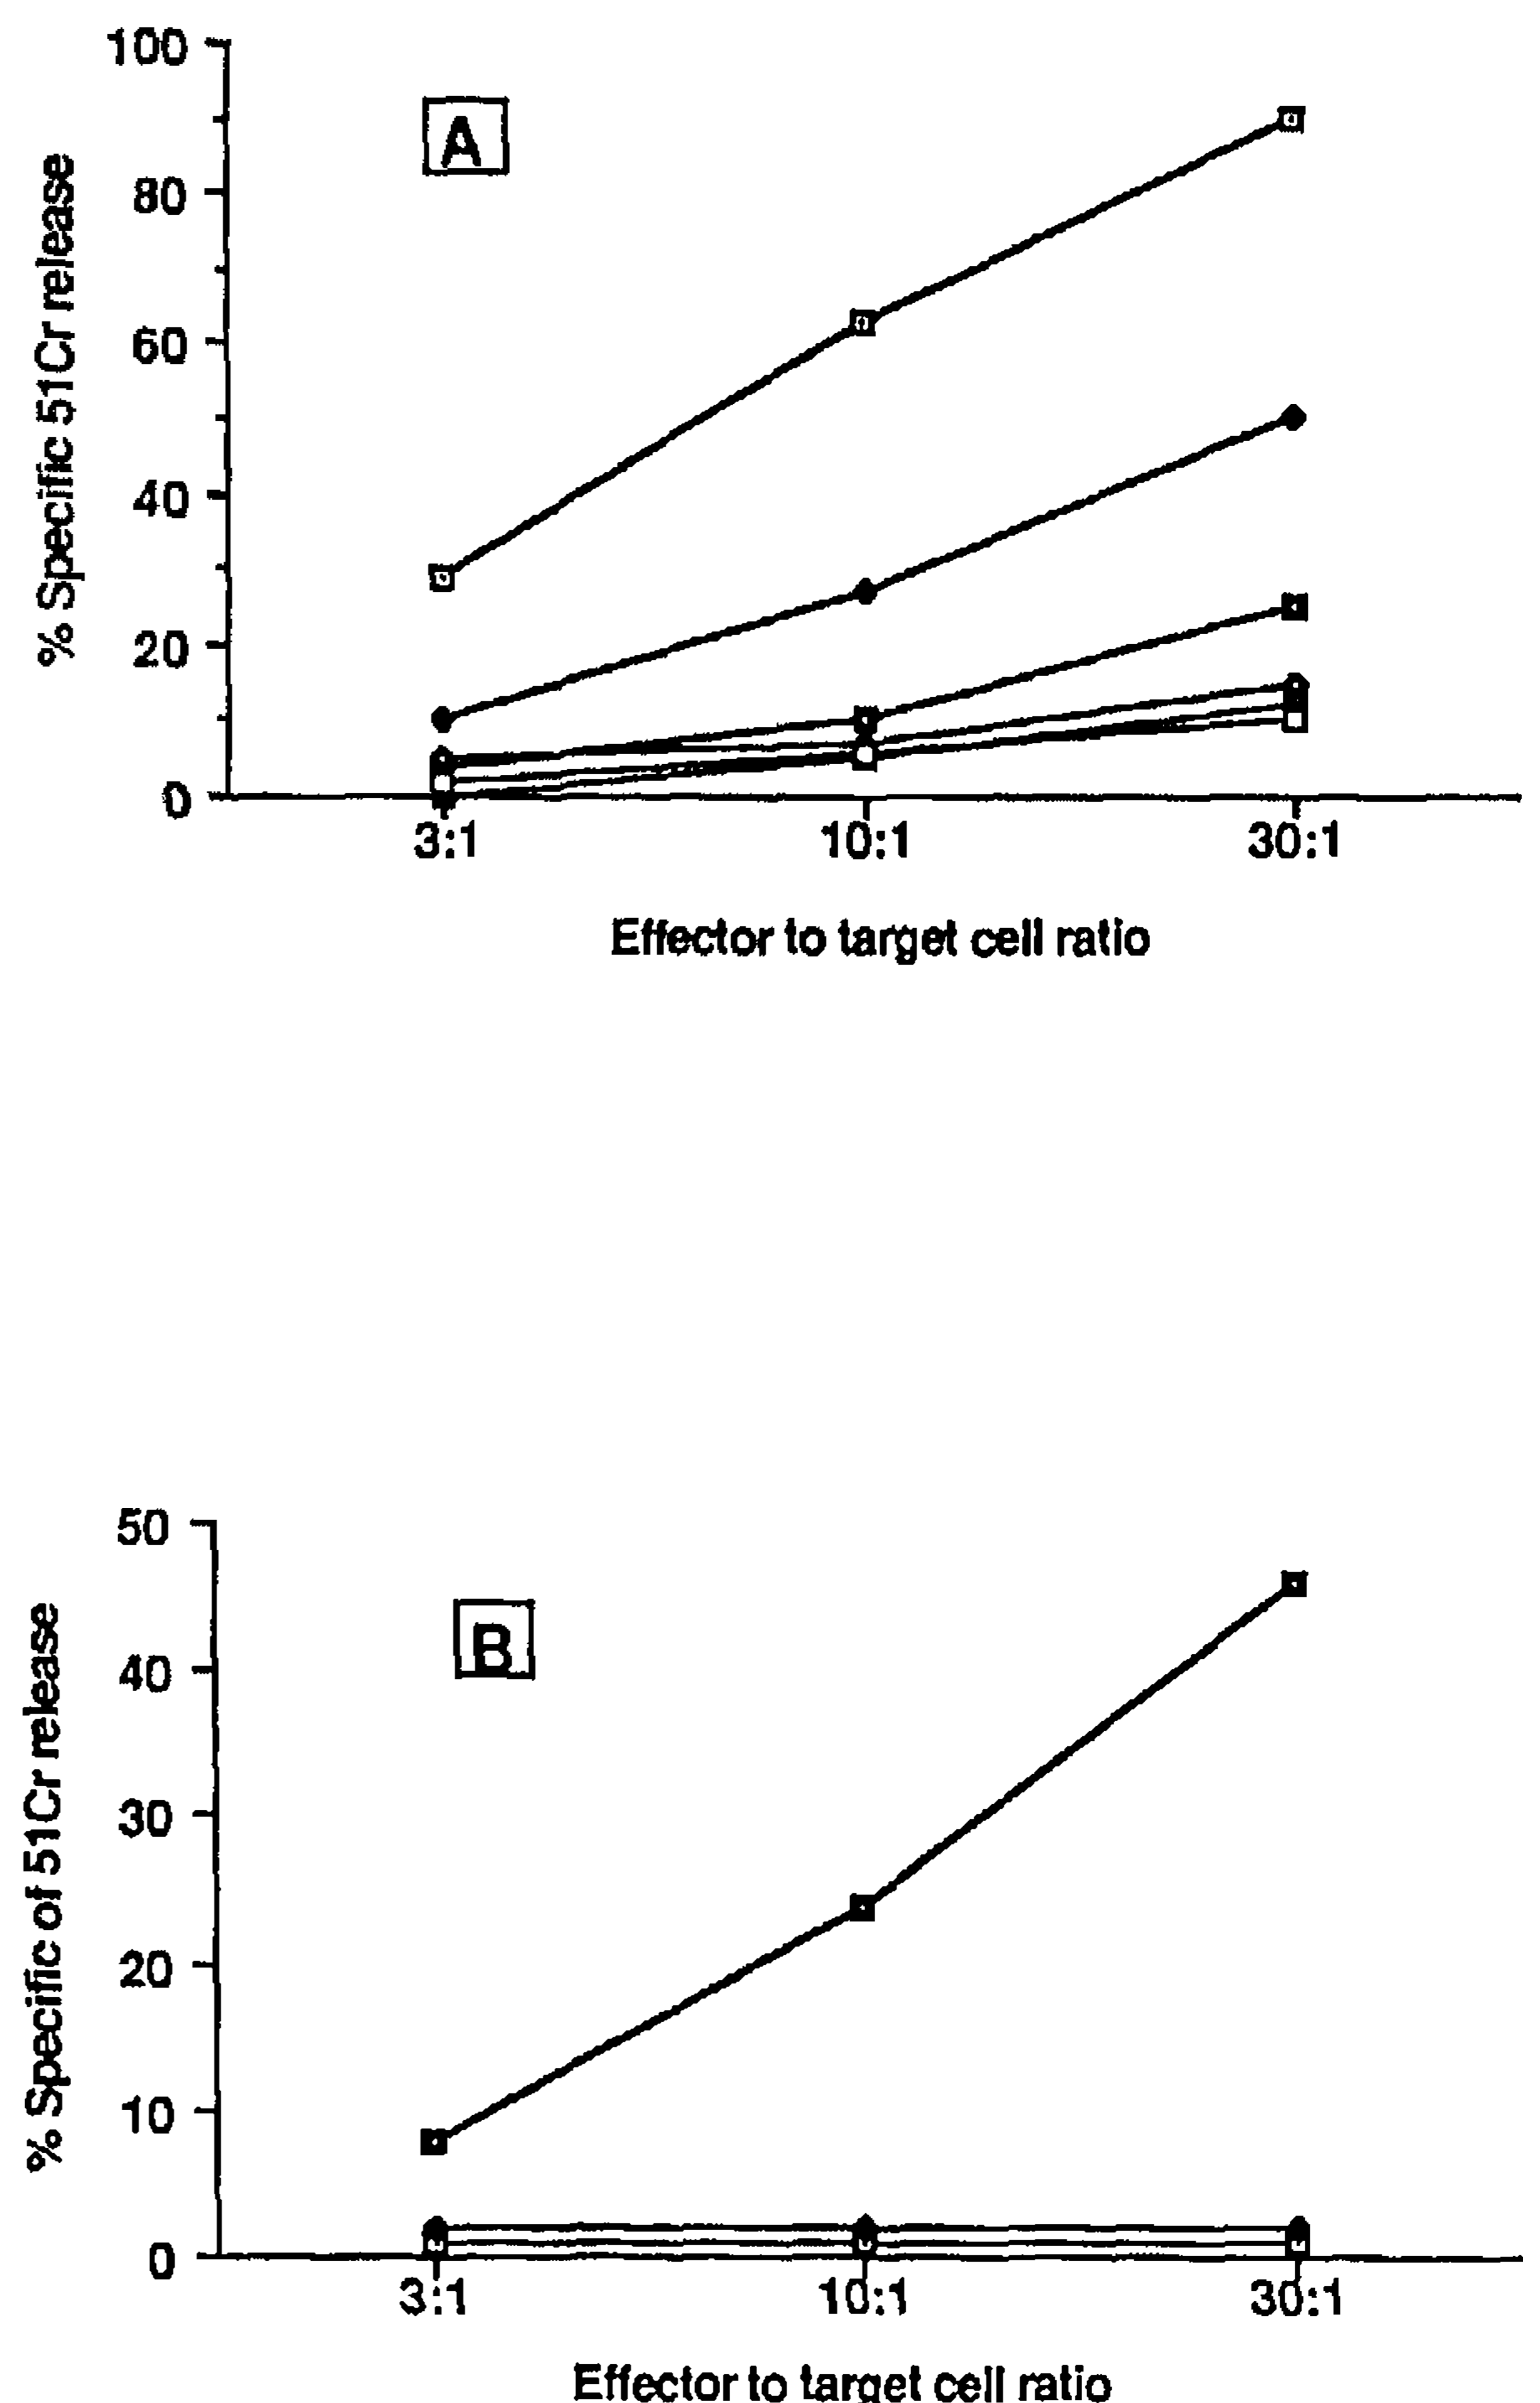 100
80
60
40
20
0
% Specific 51Cr release
A
3:1 10:1 30:1
Effector to target cell ratio
50
40
30
20
10
0
% Specific of 51Cr release
B
3:1 10:1 30:1
Effector to target cell ratio